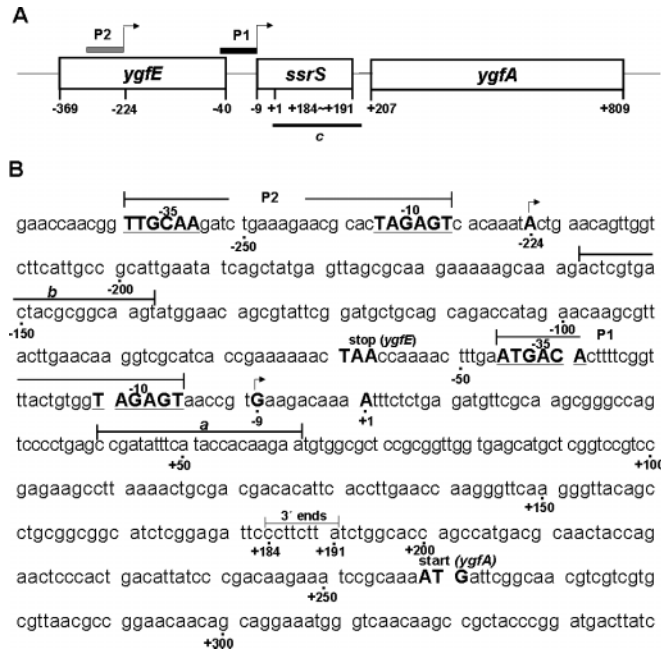 A
P2 P1
ygfE ssrS ygfA
-369 -224 -40 -9 +1 +184~+191 +207 +809
c
B
P2
-35 -10
gaaccaacgg TTGCAAgatc tgaaagaacg cacTAGAGTc acaaatActg aacagttggt
-250 -224
cttcattgcc gcattgaata tcagctatga gttagcgcaa gaaaaagcaa agactcgtga
-200
b
ctacgcggca agtatggaac agcgtattcg gatgctgcag cagaccatag aacaagcgtt
-150 -100
stop (ygfE) -35 P1
acttgaacaa ggtcgcatca ccgaaaaaac TAAccaaaac tttgaATGAC Acttttcggt
-50
-10
ttactgtggT AGAGTaaccg tGaagacaaa Atttctctga gatgttcgca agcgggccag
-9 +1
a
tcccctgagc cgatatttca taccacaaga atgtggcgct ccgcggttgg tgagcatgct cggtccgtcc
+50 +100
gagaagcctt aaaactgcga cgacacattc accttgaacc aagggttcaa gggttacagc
+150
3´ ends
ctgcggcggc atctcggaga ttcccttctt atctggcacc agccatgacg caactaccag
+184 +191 +200
start (ygfA)
aactcccact gacattatcc cgacaagaaa tccgcaaaAT Gattcggcaa cgtcgtcgtg
+250
cgttaacgcc ggaacaacag caggaaatgg gtcaacaagc cgctacccgg atgacttatc
+300